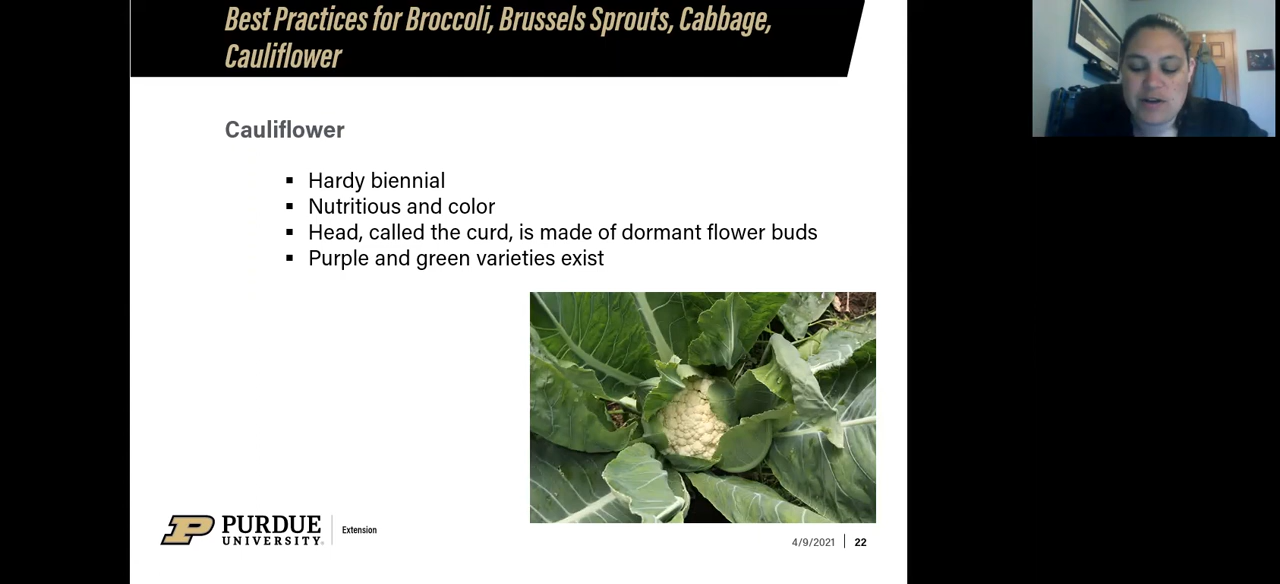 Best Practices for Broccoli, Brussels Sprouts, Cabbage,
Cauliflower
Cauliflower
▪ Hardy biennial
▪ Nutritious and color
▪ Head, called the curd, is made of dormant flower buds
▪ Purple and green varieties exist
P PURDUE UNIVERSITY. Extension
4/9/2021 | 22